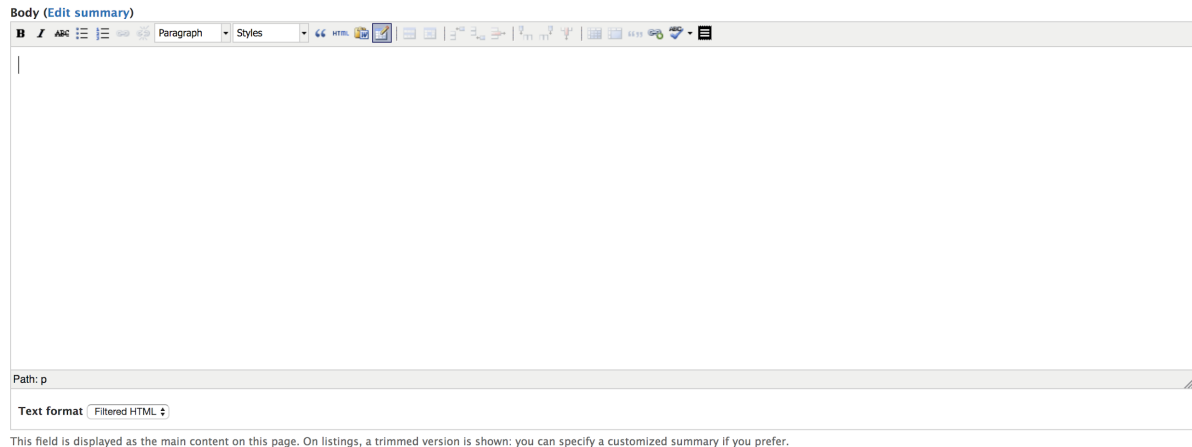 Body (Edit summary)
B I ABC Paragraph Styles HTML
Path: p
Text format Filtered HTML
This field is displayed as the main content on this page. On listings, a trimmed version is shown: you can specify a customized summary if you prefer.